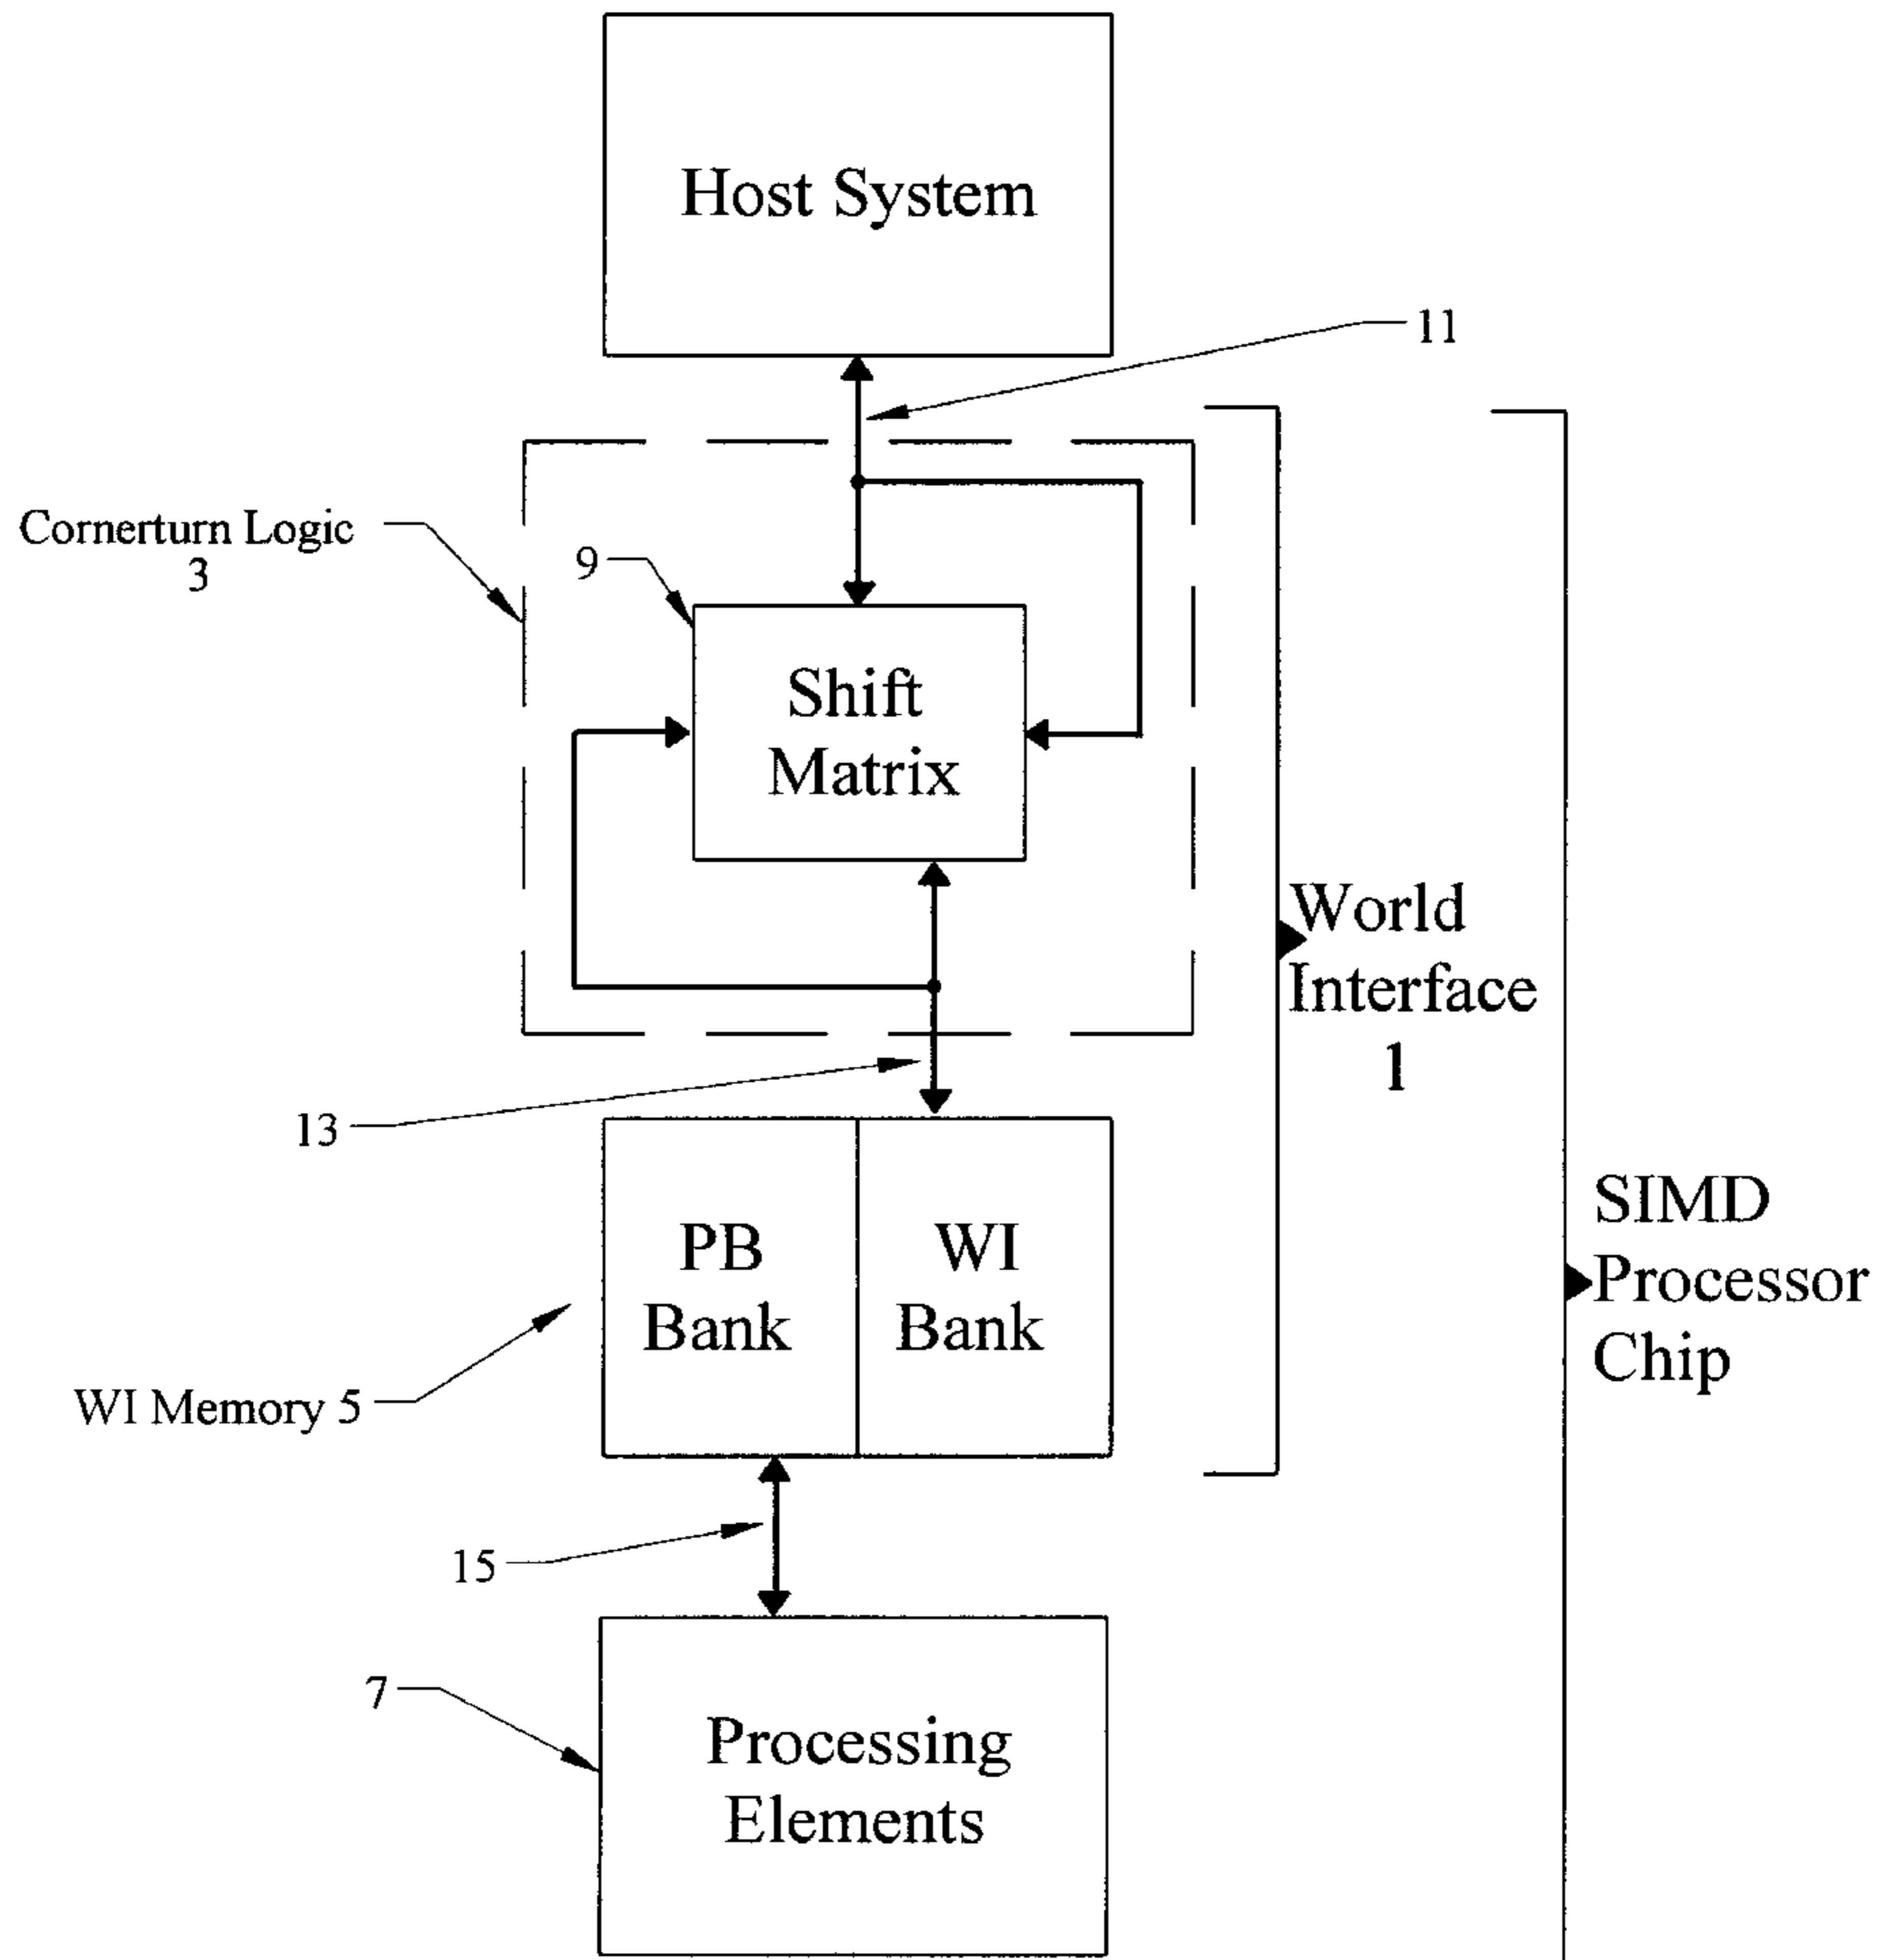 Host System
11
Cornerturn Logic
3
9
Shift
Matrix
World
Interface
1
13
PB
Bank
WI
Bank
SIMD
Processor
Chip
WI Memory 5
15
7
Processing
Elements